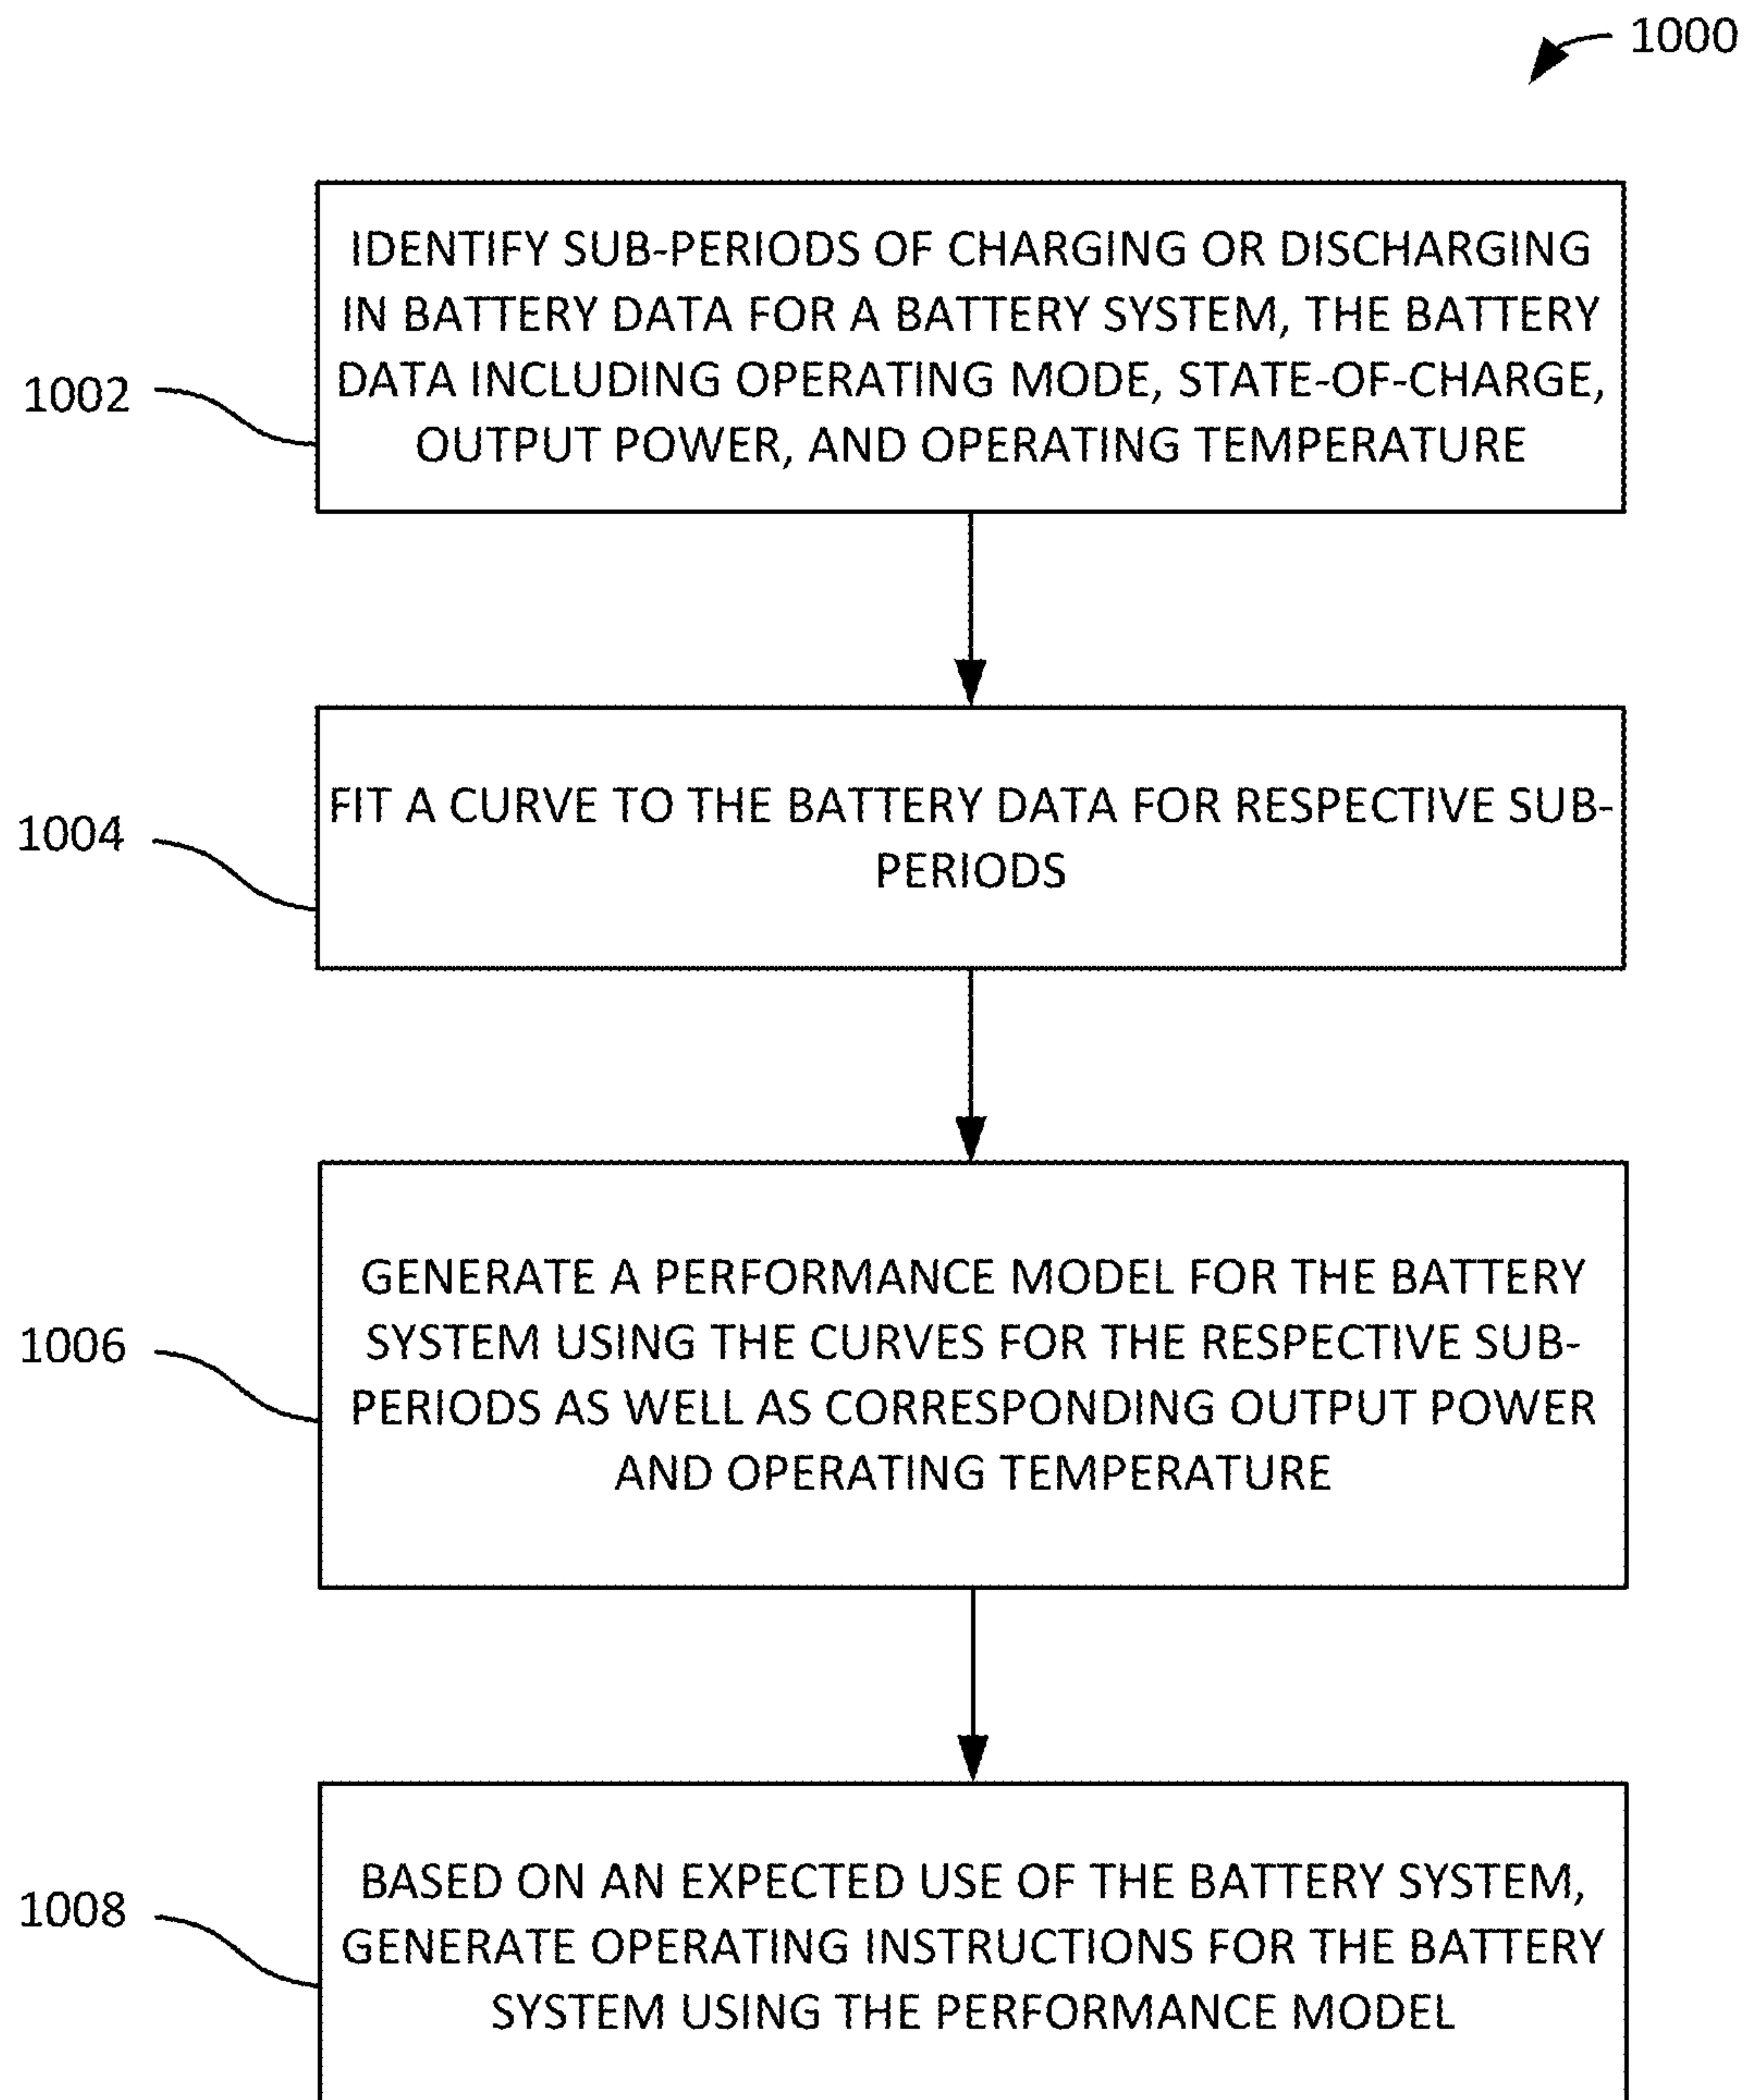 1000
IDENTIFY SUB-PERIODS OF CHARGING OR DISCHARGING
IN BATTERY DATA FOR A BATTERY SYSTEM, THE BATTERY
DATA INCLUDING OPERATING MODE, STATE-OF-CHARGE,
OUTPUT POWER, AND OPERATING TEMPERATURE
1002
FIT A CURVE TO THE BATTERY DATA FOR RESPECTIVE SUB-
PERIODS
1004
GENERATE A PERFORMANCE MODEL FOR THE BATTERY
SYSTEM USING THE CURVES FOR THE RESPECTIVE SUB-
PERIODS AS WELL AS CORRESPONDING OUTPUT POWER
AND OPERATING TEMPERATURE
1006
BASED ON AN EXPECTED USE OF THE BATTERY SYSTEM,
GENERATE OPERATING INSTRUCTIONS FOR THE BATTERY
SYSTEM USING THE PERFORMANCE MODEL
1008